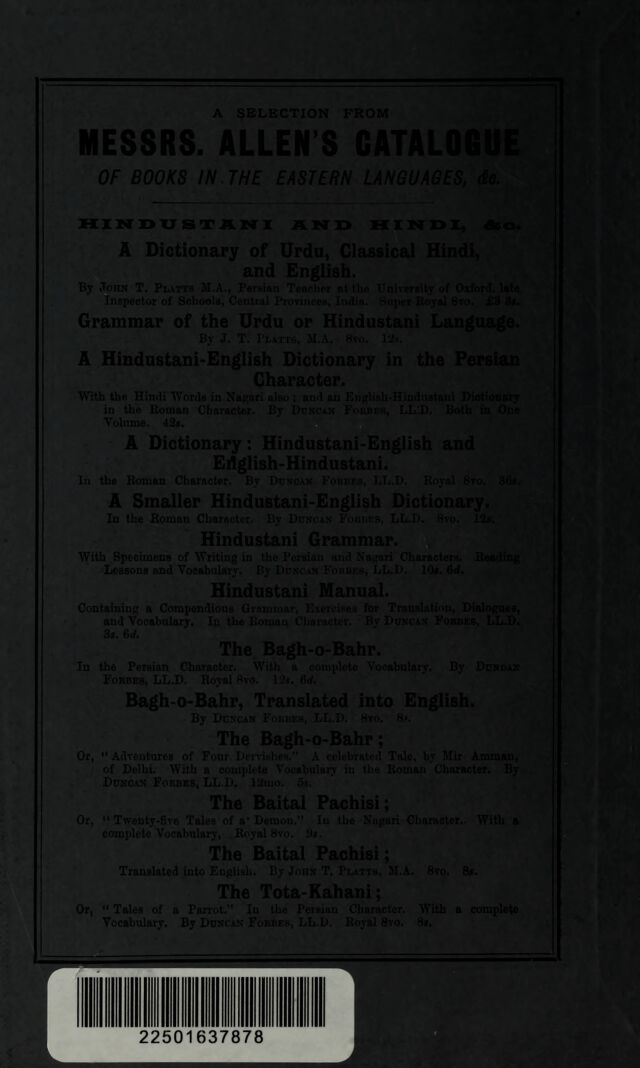 A SELECTION FROM
MESSRS. ALLEN'S CATALOGUE
OF BOOKS IN THE EASTERN LANGUAGES, &c.
HINDUSTANI AND HINDI, &c.
A Dictionary of Urdu, Classical Hindi,
and English.
By JOHN T. PLATTS M.A., Persian Teacher at the University of Oxford, late
Inspector of Schools, Central Provinces, India. Super Royal 8vo. £3 3s.
Grammar of the Urdu or Hindustani Language.
By J. T. PLATTS, M.A. 8vo. 12s.
A Hindustani-English Dictionary in the Persian
Character.
With the Hindi Words in Nagari also; and an English-Hindustani Dictionary
in the Roman Character. By DUNCAN FORBES, LL.D. Both in One
Volume. 42s.
A Dictionary: Hindustani-English and
English-Hindustani.
In the Roman Character. By DUNCAN FORBES, LL.D. Royal 8vo. 36s.
A Smaller Hindustani-English Dictionary.
In the Roman Character. By DUNCAN FORBES, LL.D. 8vo. 12s.
Hindustani Grammar.
With Specimens of Writing in the Persian and Nagari Characters. Reading
Lessons and Vocabulary. By DUNCAN FORBES, LL.D. 10s. 6d.
Hindustani Manual.
Containing a Compendious Grammar, Exercises for Translation, Dialogues,
and Vocabulary. In the Roman Character. By DUNCAN FORBES, LL.D.
3s. 6d.
The Bagh-o-Bahr.
In the Persian Character. With a complete Vocabulary. By DUNCAN
FORBES, LL.D. Royal 8vo. 12s. 6d.
Bagh-o-Bahr, Translated into English.
By DUNCAN FORBES, LL.D. 8vo. 8s.
The Bagh-o-Bahr;
Or, "Adventures of Four Dervishes." A celebrated Tale, by Mir Amman,
of Delhi. With a complete Vocabulary in the Roman Character. By
DUNCAN FORBES, LL.D. 12mo. 5s.
The Baital Pachisi;
Or, "Twenty-five Tales of a Demon." In the Nagari Character. With a
complete Vocabulary. Royal 8vo. 9s.
The Baital Pachisi;
Translated into English. By JOHN T. PLATTS, M.A. 8vo. 8s.
The Tota-Kahani;
Or, "Tales of a Parrot." In the Persian Character. With a complete
Vocabulary. By DUNCAN FORBES, LL.D. Royal 8vo. 8s.
22501637878